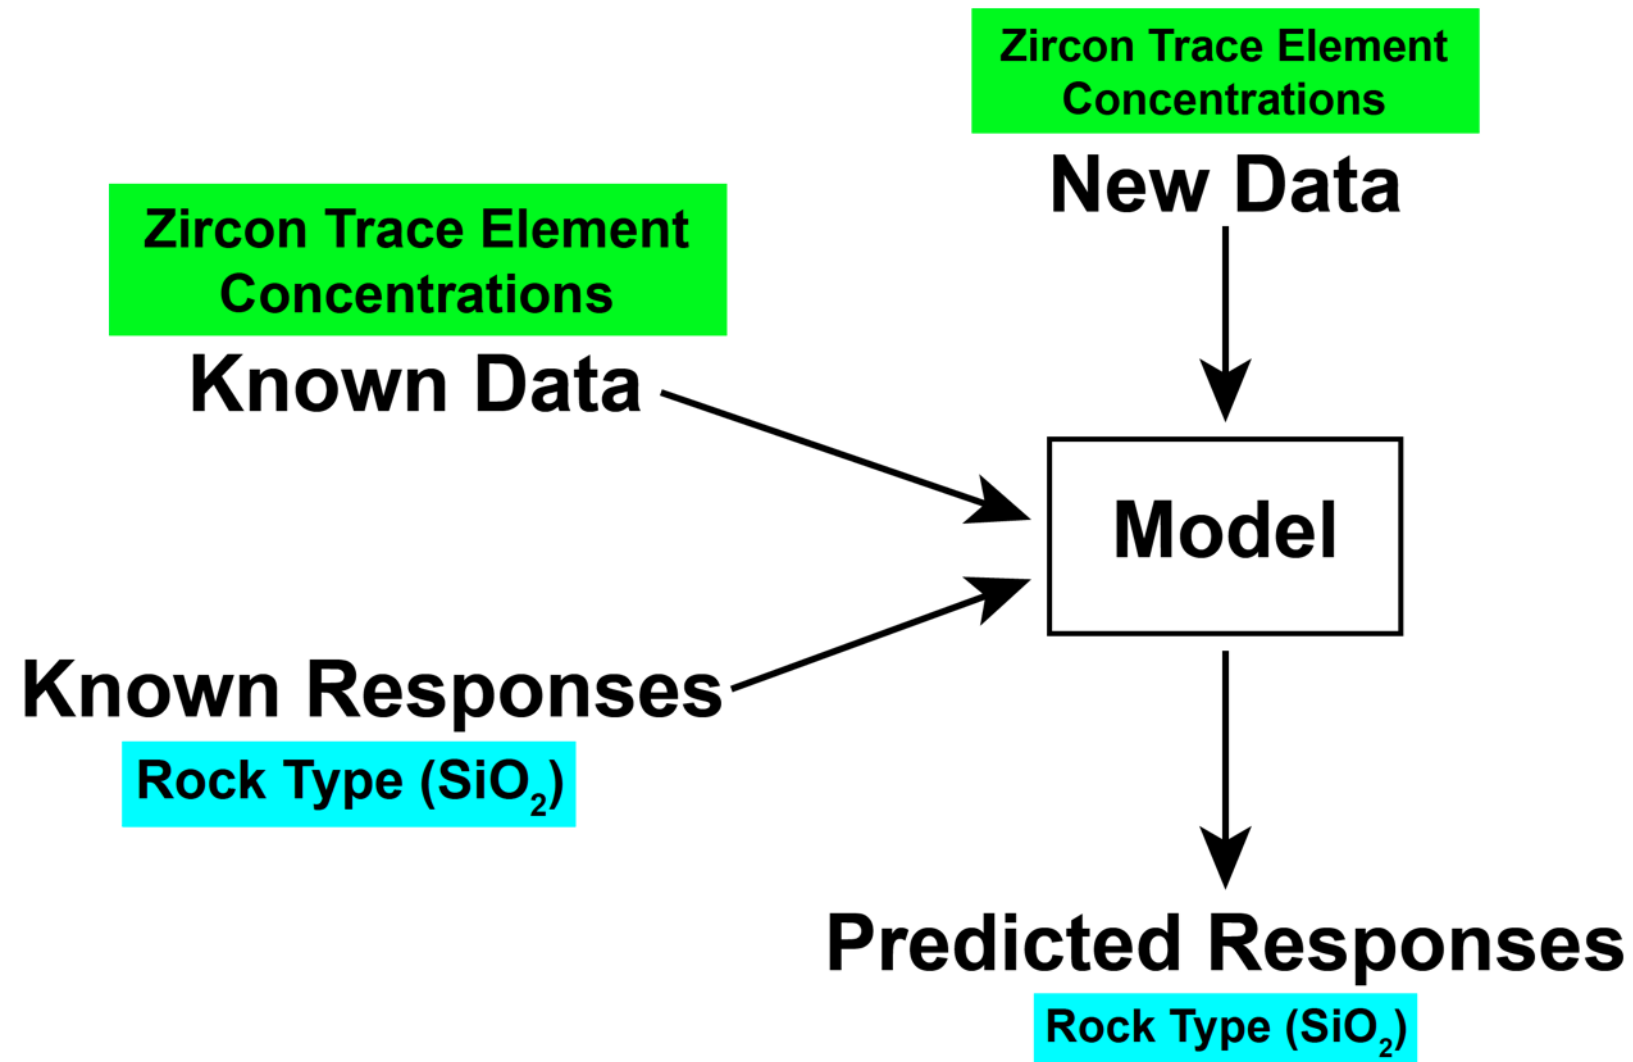 Zircon Trace Element
Concentrations
New Data
Zircon Trace Element
Concentrations
Known Data
Model
Known Responses
Rock Type (SiO₂)
Predicted Responses
Rock Type (SiO₂)